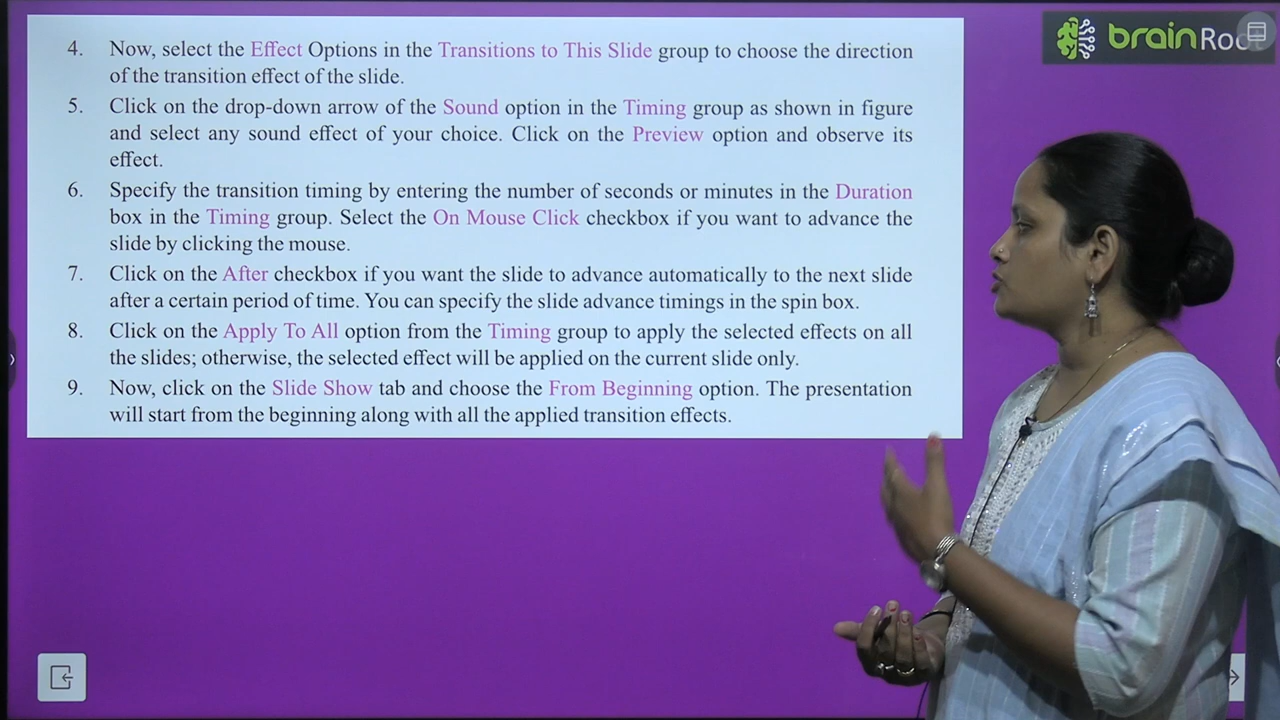 4. Now, select the Effect Options in the Transitions to This Slide group to choose the direction
of the transition effect of the slide.
5. Click on the drop-down arrow of the Sound option in the Timing group as shown in figure
and select any sound effect of your choice. Click on the Preview option and observe its
effect.
6. Specify the transition timing by entering the number of seconds or minutes in the Duration
box in the Timing group. Select the On Mouse Click checkbox if you want to advance the
slide by clicking the mouse.
7. Click on the After checkbox if you want the slide to advance automatically to the next slide
after a certain period of time. You can specify the slide advance timings in the spin box.
8. Click on the Apply To All option from the Timing group to apply the selected effects on all
the slides; otherwise, the selected effect will be applied on the current slide only.
9. Now, click on the Slide Show tab and choose the From Beginning option. The presentation
will start from the beginning along with all the applied transition effects.
brainRoot